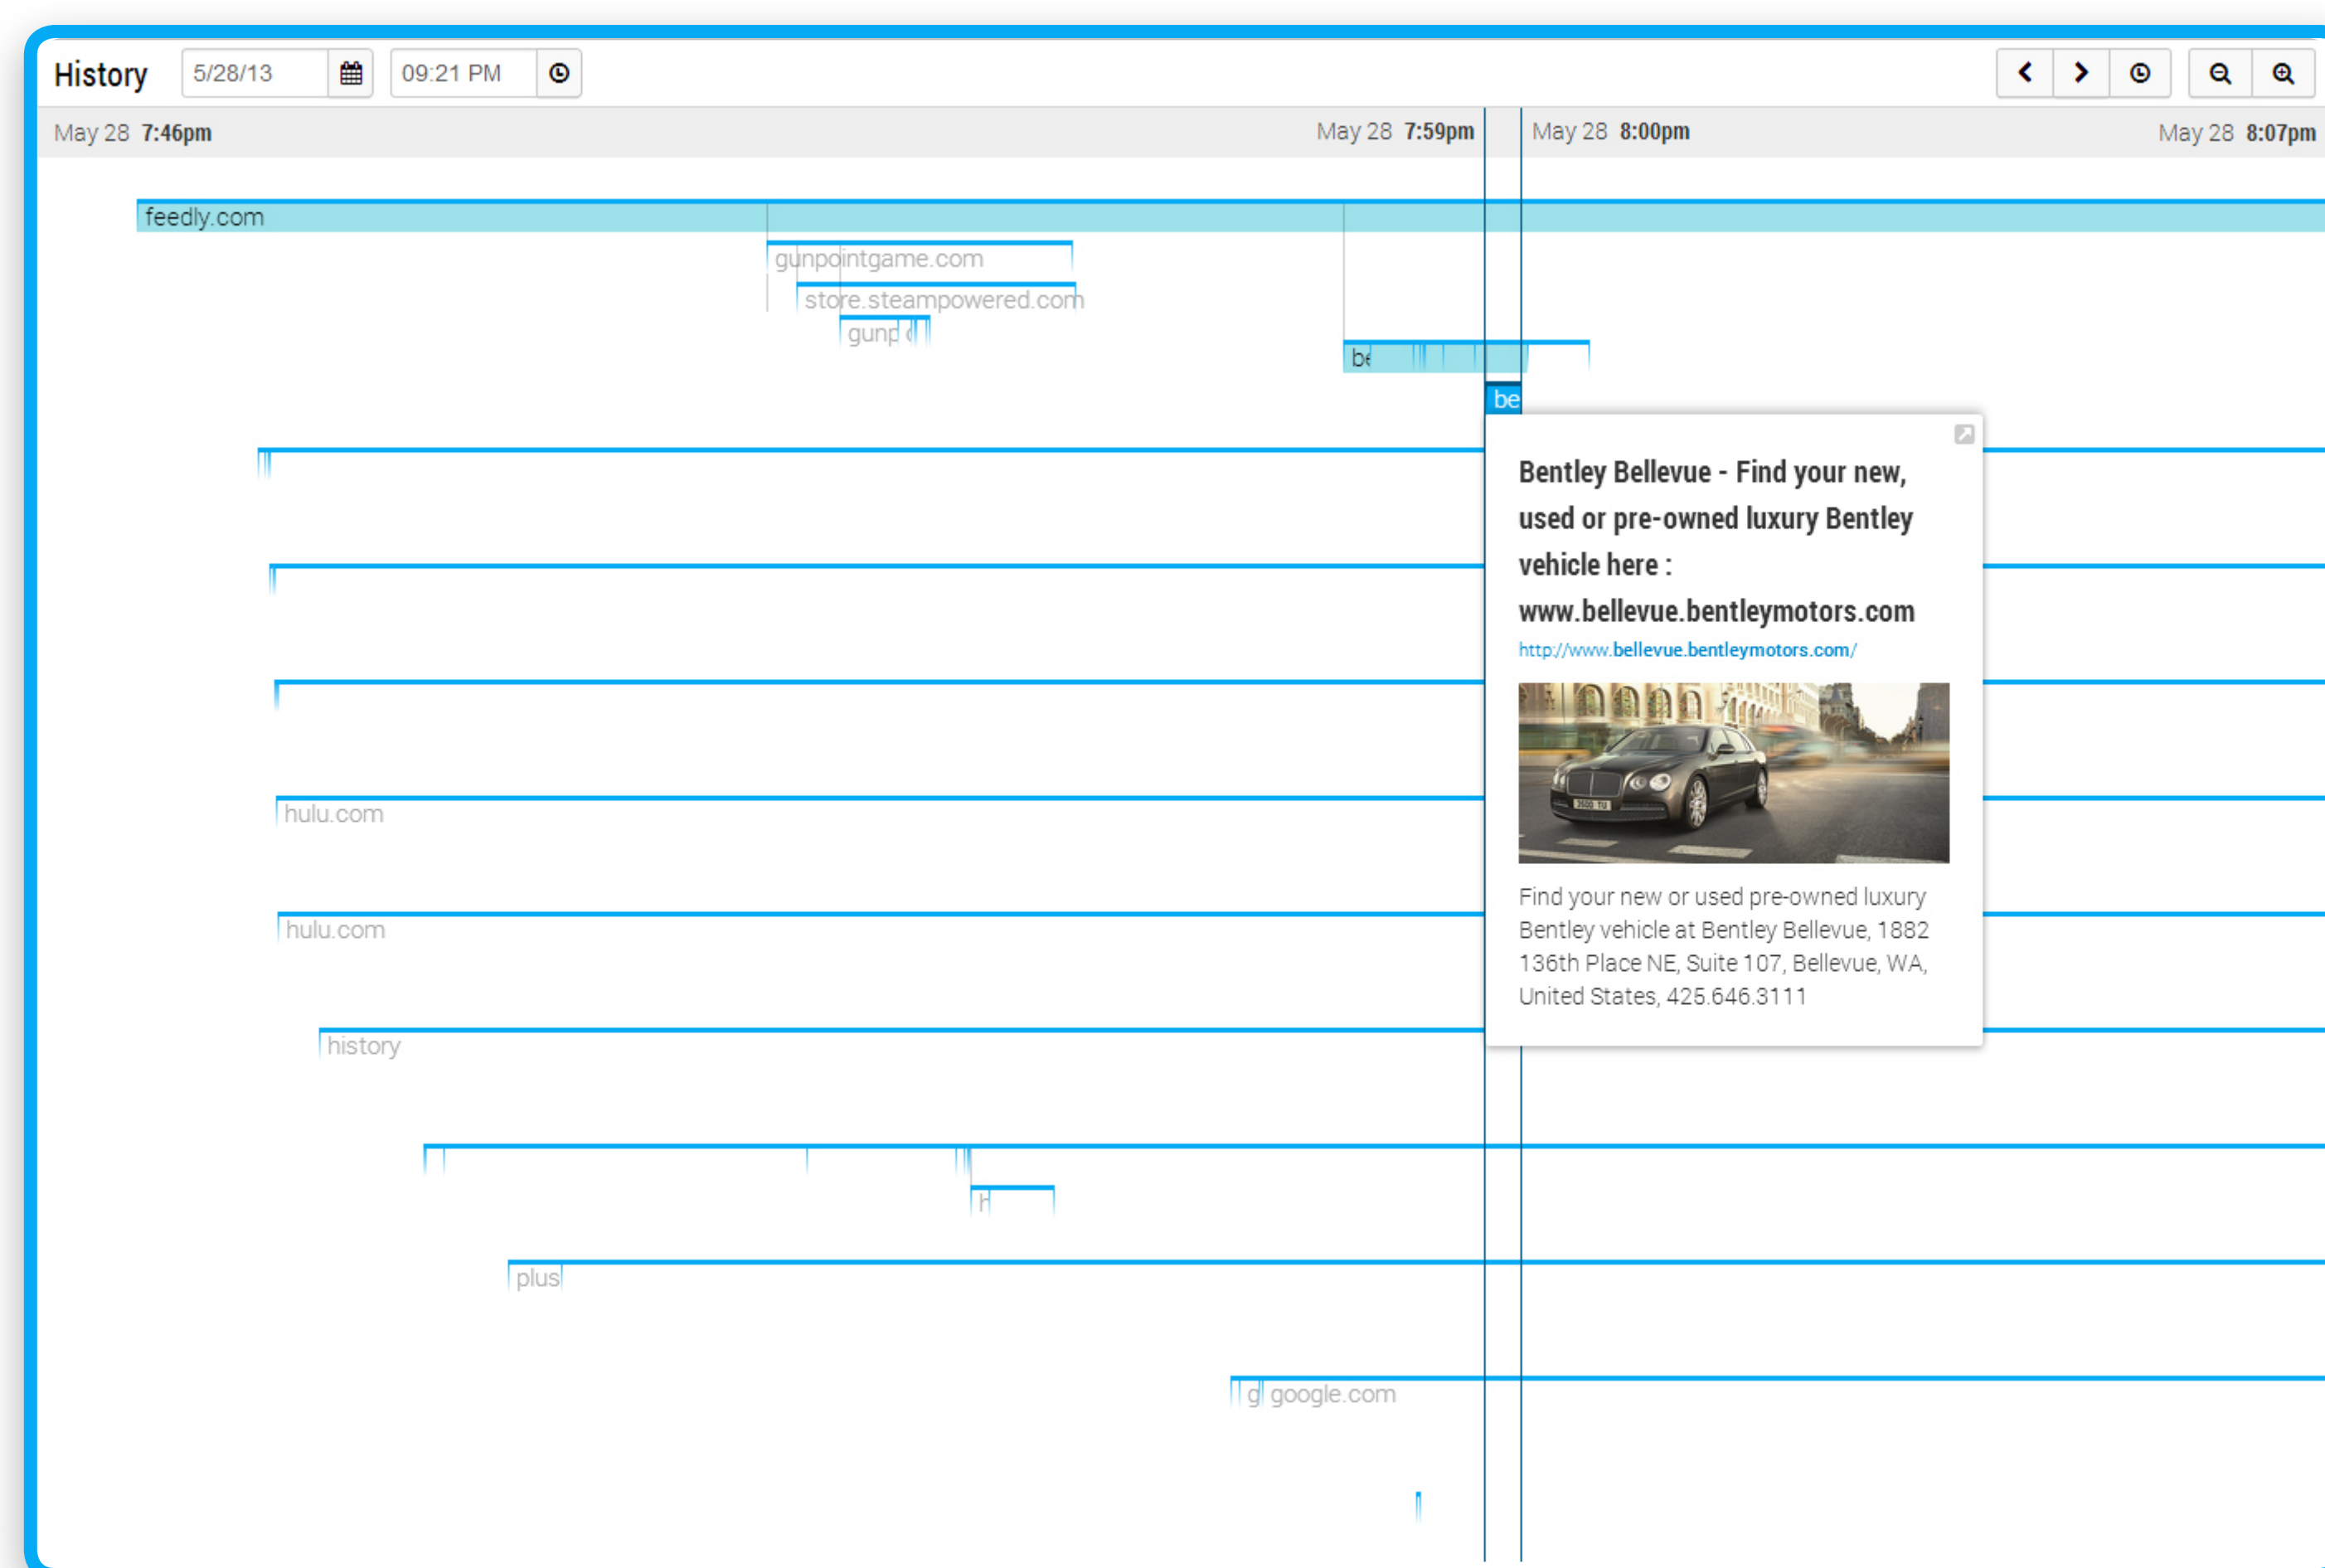 History 5/28/13 09:21 PM
May 28 7:46pm May 28 7:59pm May 28 8:00pm May 28 8:07pm
feedly.com
gunpointgame.com
store.steampowered.com
gunp
be
be
Bentley Bellevue - Find your new,
used or pre-owned luxury Bentley
vehicle here :
www.bellevue.bentleymotors.com
http://www.bellevue.bentleymotors.com/
hulu.com
Find your new or used pre-owned luxury
hulu.com Bentley vehicle at Bentley Bellevue, 1882
136th Place NE, Suite 107, Bellevue, WA,
United States, 425.646.3111
history
h
plus
g google.com